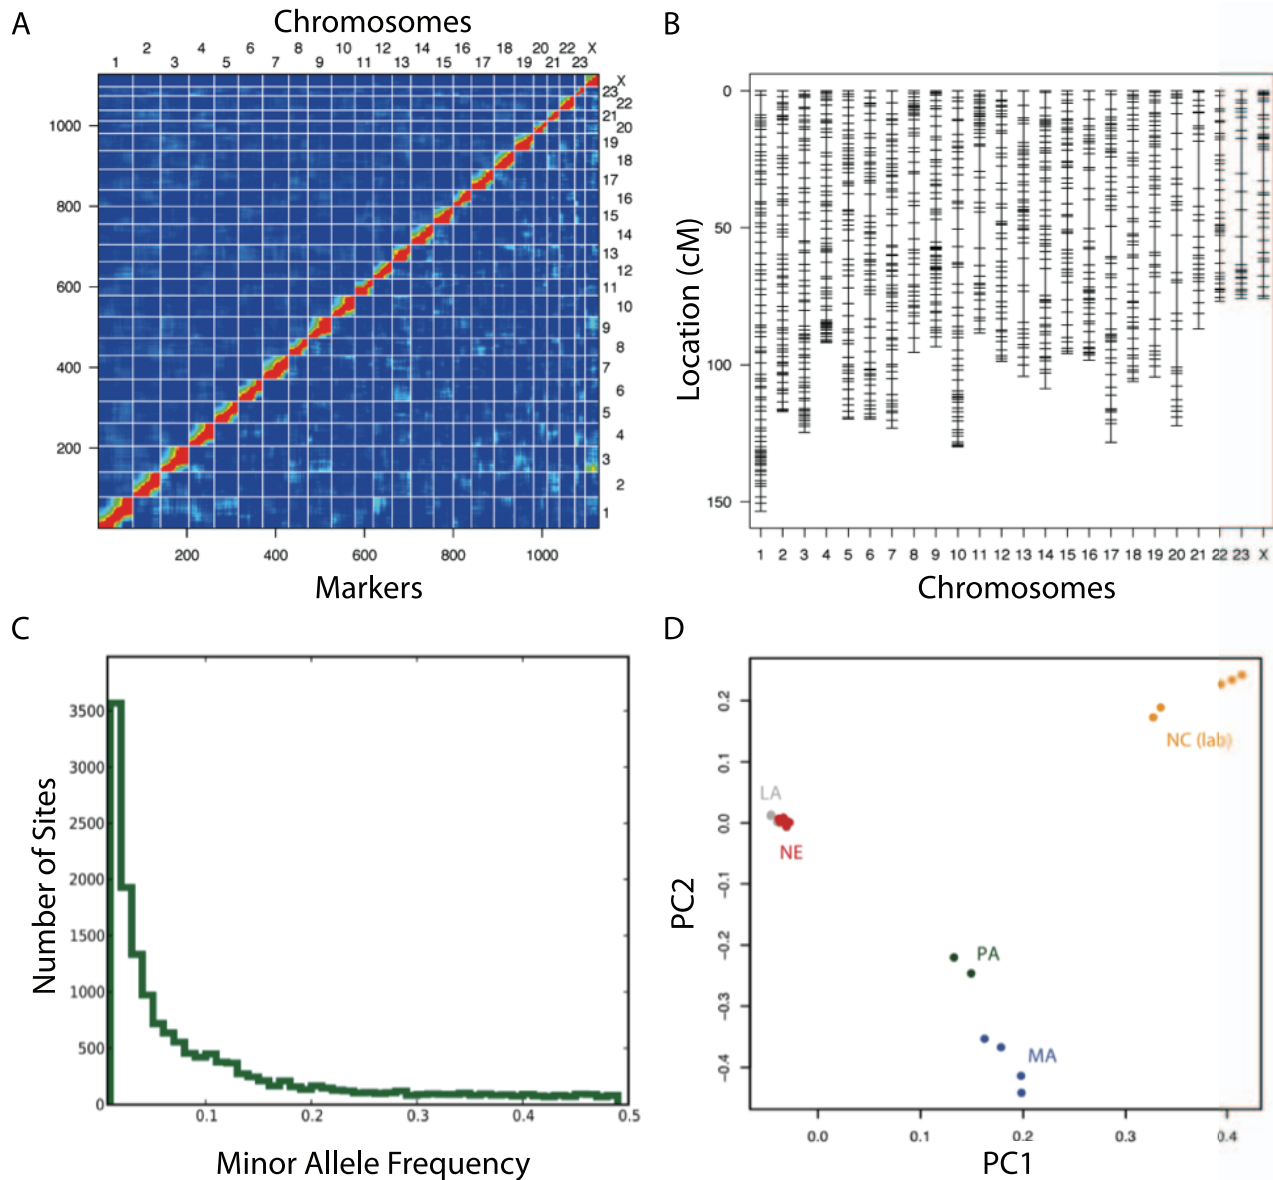 A
Chromosomes
2 4 6 8 10 12 14 16 18 20 22 X
1 3 5 7 9 11 13 15 17 19 21 23
X
23
22
21
20
19
18
17
16
15
14
13
12
11
10
9
8
7
6
5
4
3
2
1
1000
800
600
400
200
200 400 600 800 1000
Markers
B
0
50
100
150
Location (cM)
1 2 3 4 5 6 7 8 9 10 11 12 13 14 15 16 17 18 19 20 21 22 23 X
Chromosomes
C
3500
3000
2500
2000
1500
1000
500
0
Number of Sites
0.1 0.2 0.3 0.4 0.5
Minor Allele Frequency
D
0.2
0.1
0.0
−0.1
−0.2
−0.3
−0.4
PC2
NC (lab)
LA
NE
PA
MA
0.0 0.1 0.2 0.3 0.4
PC1